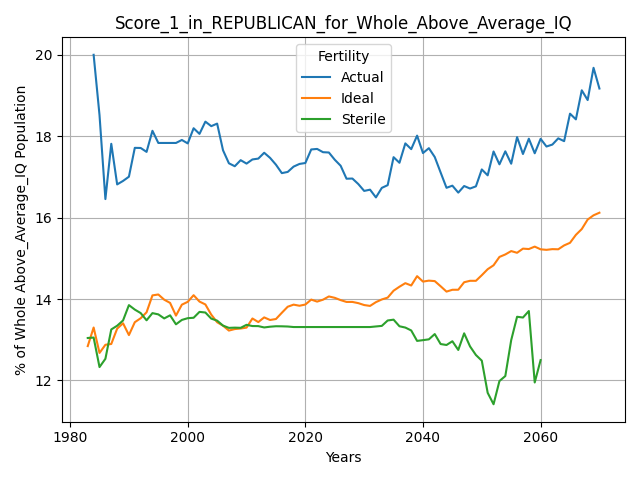 Score_1_in_REPUBLICAN_for_Whole_Above_Average_IQ
Fertility
Actual
Ideal
Sterile
% of Whole Above_Average_IQ Population
20
18
16
14
12
1980
2000
2020
2040
2060
Years